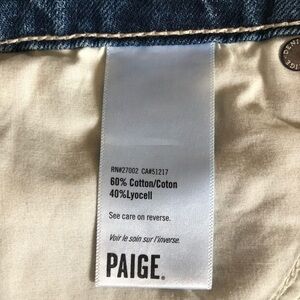 RN#27002 CA#51217
60% Cotton/Coton
40%Lyocell
See care on reverse.
Voir le soin sur l'inverse.
PAIGE.